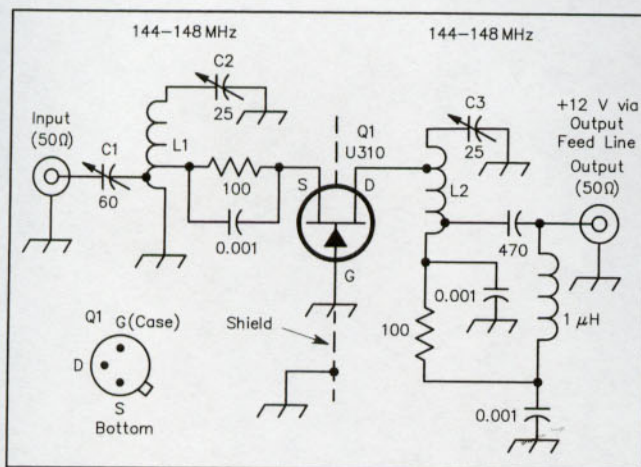 144–148 MHz
144–148 MHz
C2
25
C3
25
+12 V via
Output
Feed Line
Output
(50Ω)
Input
(50Ω)
C1
60
L1
100
0.001
Q1
U310
S
D
G
L2
470
0.001
100
1 μH
0.001
Shield
Q1
G(Case)
D
S
Bottom